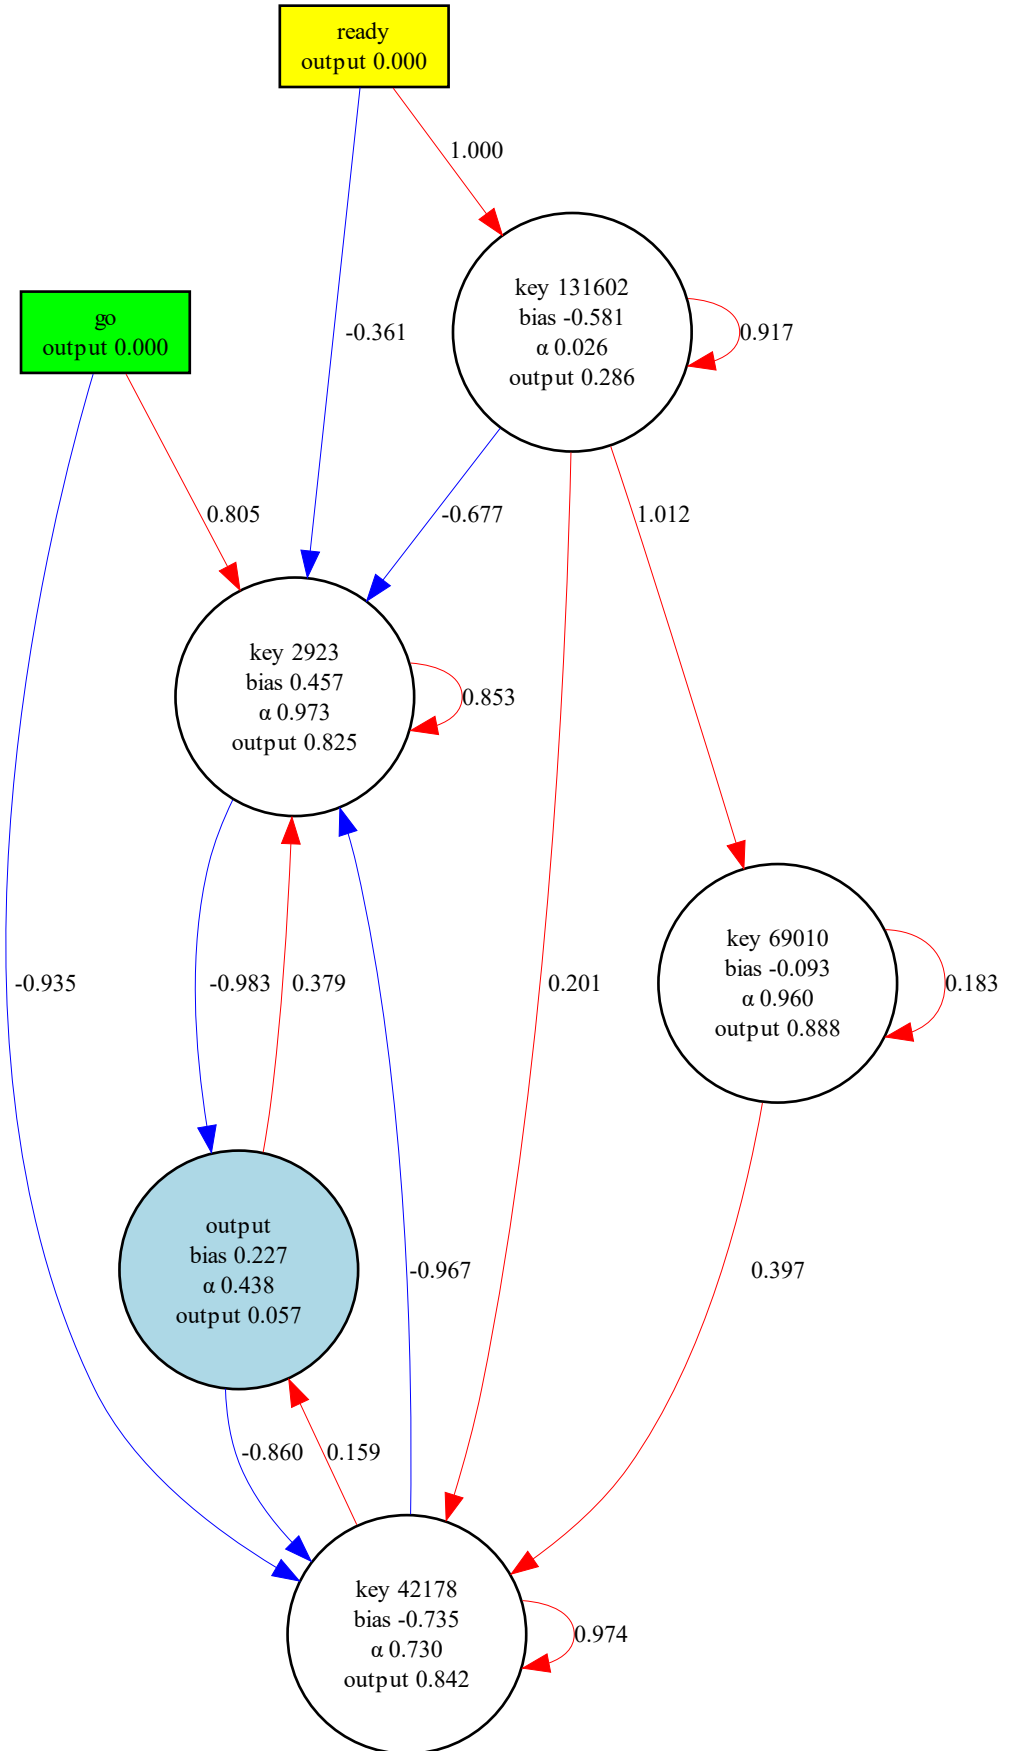 ready
output 0.000
1.000
key 131602
bias -0.581
α 0.026
output 0.286
0.917
go
output 0.000
-0.361
0.805
-0.677
1.012
key 2923
bias 0.457
α 0.973
output 0.825
0.853
key 69010
bias -0.093
α 0.960
output 0.888
0.183
-0.935
-0.983
0.379
0.201
output
bias 0.227
α 0.438
output 0.057
-0.967
0.397
-0.860
0.159
key 42178
bias -0.735
α 0.730
output 0.842
0.974